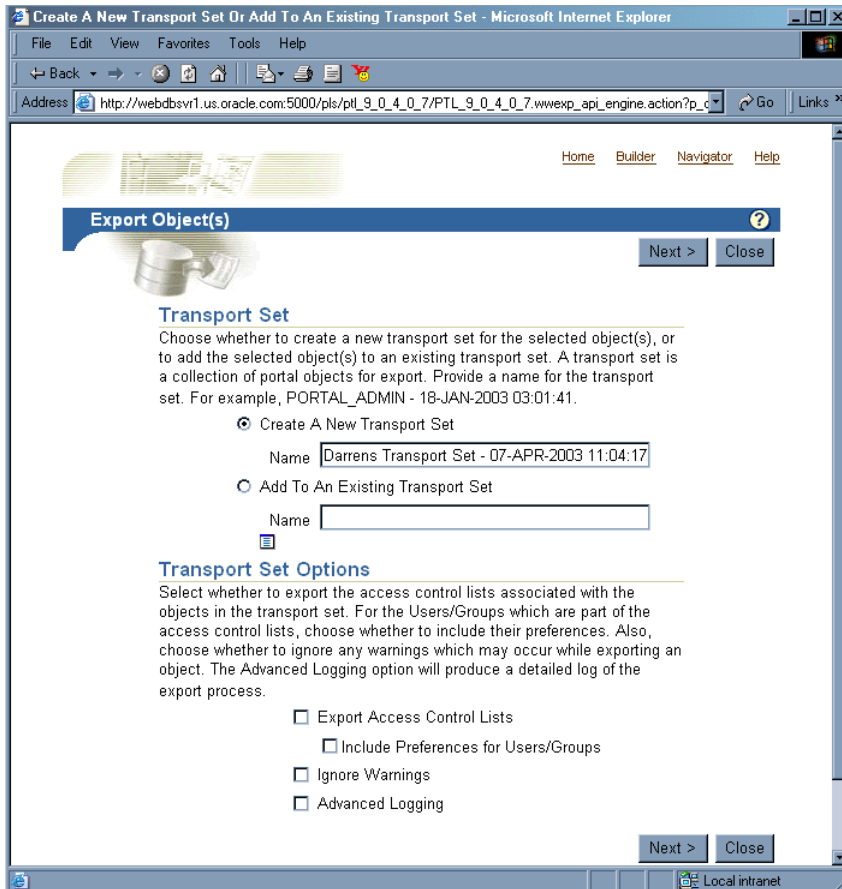 Create A New Transport Set Or Add To An Existing Transport Set - Microsoft Internet Explorer
File Edit View Favorites Tools Help
Back
Address http://webdbsvr1.us.oracle.com:5000/pls/ptl_9_0_4_0_7/PTL_9_0_4_0_7.wwexp_api_engine.action?p_c Go Links »
Home Builder Navigator Help
Export Object(s) ?
Next > Close
Transport Set
Choose whether to create a new transport set for the selected object(s), or
to add the selected object(s) to an existing transport set. A transport set is
a collection of portal objects for export. Provide a name for the transport
set. For example, PORTAL_ADMIN - 18-JAN-2003 03:01:41.
Create A New Transport Set
Name Darrens Transport Set - 07-APR-2003 11:04:17
Add To An Existing Transport Set
Name
Transport Set Options
Select whether to export the access control lists associated with the
objects in the transport set. For the Users/Groups which are part of the
access control lists, choose whether to include their preferences. Also,
choose whether to ignore any warnings which may occur while exporting an
object. The Advanced Logging option will produce a detailed log of the
export process.
Export Access Control Lists
Include Preferences for Users/Groups
Ignore Warnings
Advanced Logging
Next > Close
Local intranet